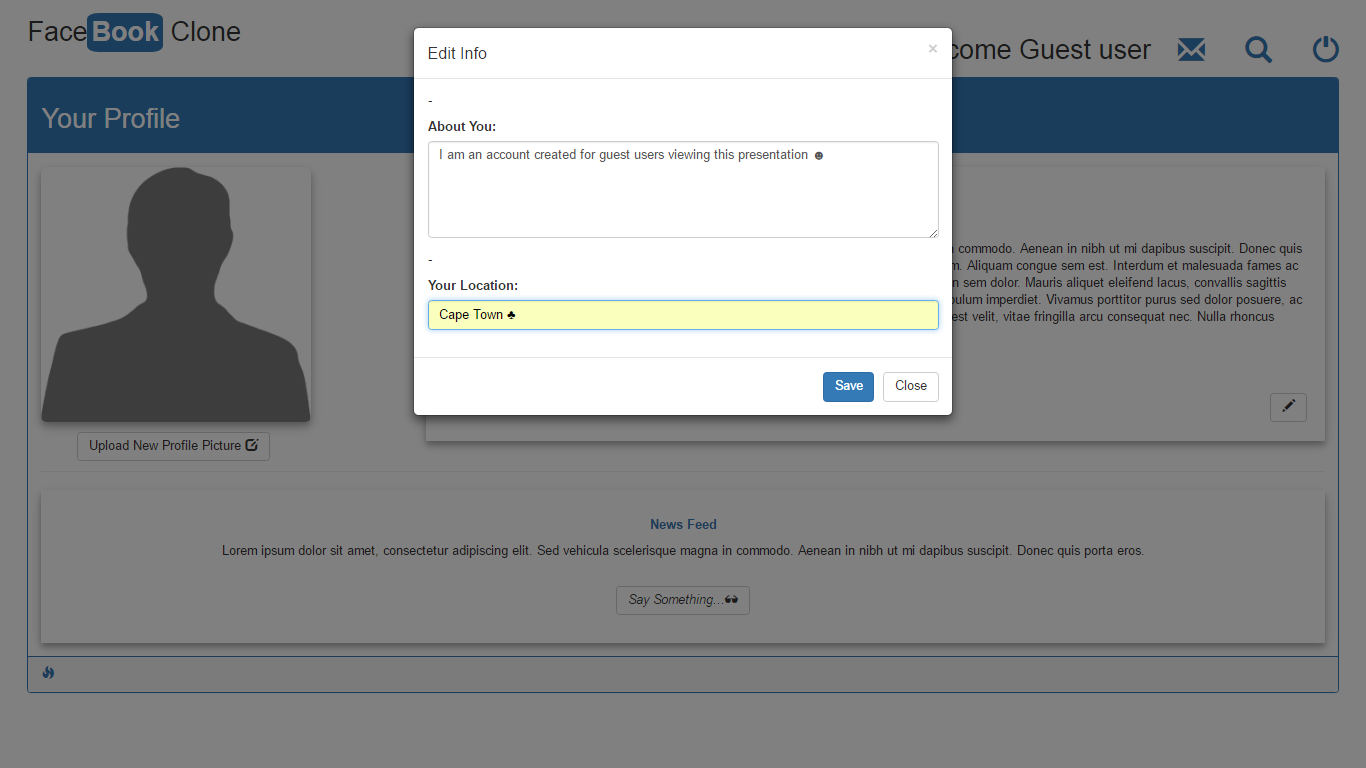 FaceBook Clone
come Guest user
Your Profile
Edit Info
×
-
About You:
I am an account created for guest users viewing this presentation ☻
-
Your Location:
Cape Town ♣
Save
Close
commodo. Aenean in nibh ut mi dapibus suscipit. Donec quis
Aliquam congue sem est. Interdum et malesuada fames ac
sem dolor. Mauris aliquet eleifend lacus, convallis sagittis
imperdiet. Vivamus porttitor purus sed dolor posuere, ac
est velit, vitae fringilla arcu consequat nec. Nulla rhoncus
Upload New Profile Picture
News Feed
Lorem ipsum dolor sit amet, consectetur adipiscing elit. Sed vehicula scelerisque magna in commodo. Aenean in nibh ut mi dapibus suscipit. Donec quis porta eros.
Say Something...